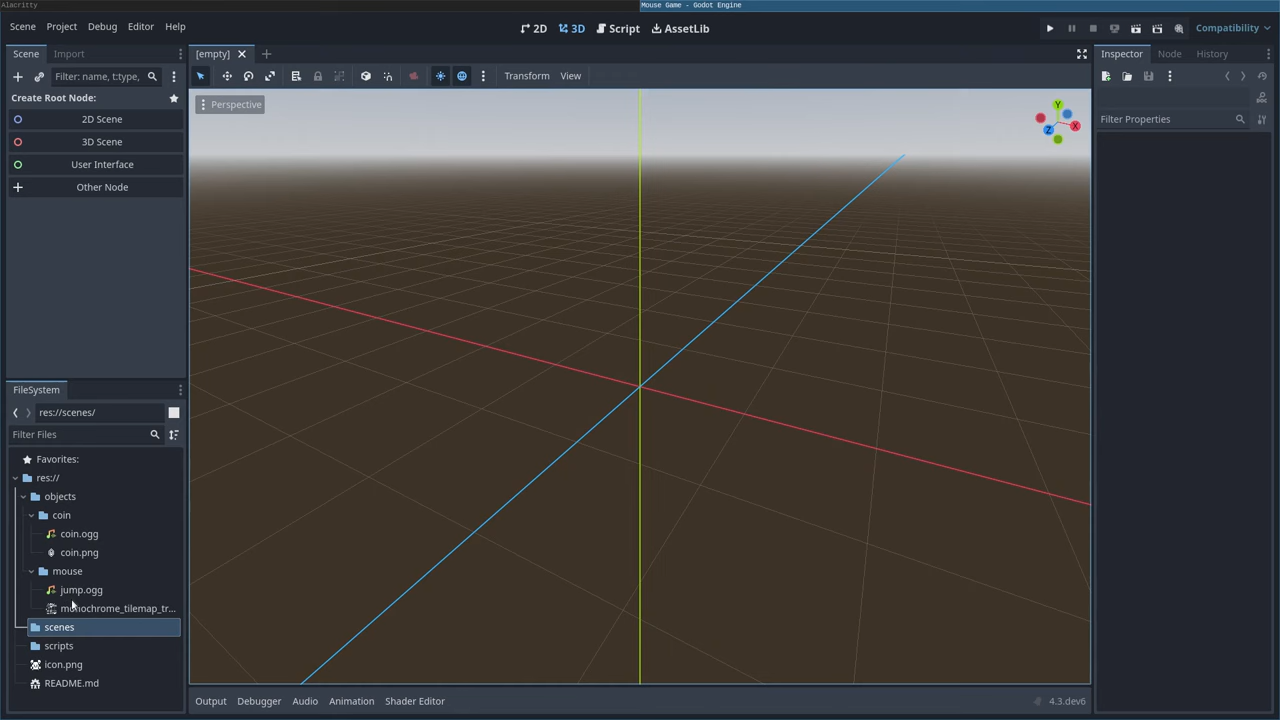 Alacritty
Mouse Game - Godot Engine
Scene Project Debug Editor Help
2D 3D Script AssetLib
Compatibility
Scene Import
[empty]
Inspector Node History
Filter: name, t:type,
Transform View
Create Root Node:
2D Scene
3D Scene
User Interface
Other Node
Perspective
Y
X
Z
Filter Properties
FileSystem
res://scenes/
Filter Files
Favorites:
res://
objects
coin
coin.ogg
coin.png
mouse
jump.ogg
monochrome_tilemap_tr...
scenes
scripts
icon.png
README.md
Output Debugger Audio Animation Shader Editor
4.3.dev6